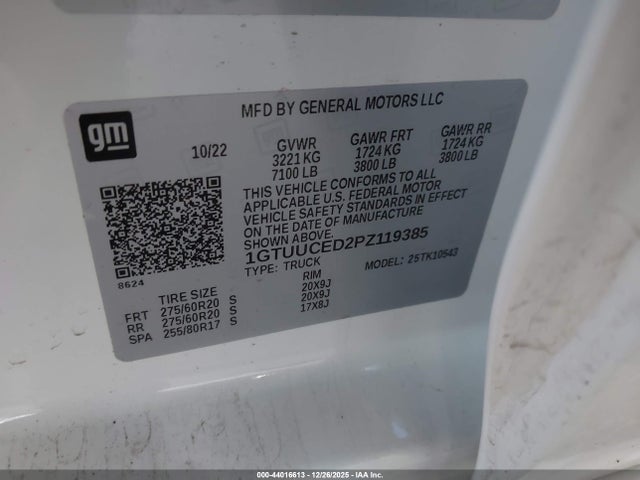 MFD BY GENERAL MOTORS LLC
gm
10/22
GVWR GAWR FRT GAWR RR
3221 KG 1724 KG 1724 KG
7100 LB 3800 LB 3800 LB
THIS VEHICLE CONFORMS TO ALL
APPLICABLE U.S. FEDERAL MOTOR
VEHICLE SAFETY STANDARDS IN EFFECT
ON THE DATE OF MANUFACTURE
SHOWN ABOVE.
1GTUUCED2PZ119385
TYPE: TRUCK MODEL: 25TK10543
8624
TIRE SIZE RIM
FRT 275/60R20 S 20X9J
RR 275/60R20 S 20X9J
SPA 255/80R17 S 17X8J
000-44016613 - 12/26/2025 - IAA Inc.